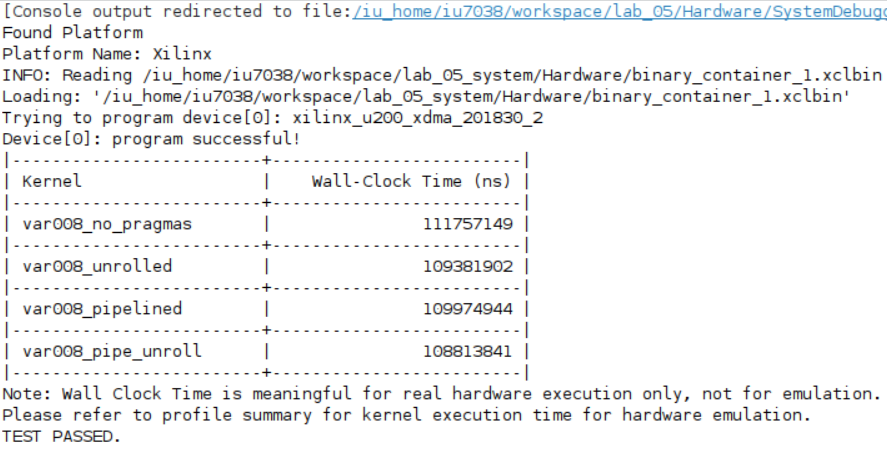 [Console output redirected to file:/iu_home/iu7038/workspace/lab_05/Hardware/SystemDebugg
Found Platform
Platform Name: Xilinx
INFO: Reading /iu_home/iu7038/workspace/lab_05_system/Hardware/binary_container_1.xclbin
Loading: '/iu_home/iu7038/workspace/lab_05_system/Hardware/binary_container_1.xclbin'
Trying to program device[0]: xilinx_u200_xdma_201830_2
Device[0]: program successful!
|-------------------------+-------------------------|
| Kernel                  |    Wall-Clock Time (ns) |
|-------------------------+-------------------------|
| var008_no_pragmas       |               111757149 |
|-------------------------+-------------------------|
| var008_unrolled         |               109381902 |
|-------------------------+-------------------------|
| var008_pipelined        |               109974944 |
|-------------------------+-------------------------|
| var008_pipe_unroll      |               108813841 |
|-------------------------+-------------------------|
Note: Wall Clock Time is meaningful for real hardware execution only, not for emulation.
Please refer to profile summary for kernel execution time for hardware emulation.
TEST PASSED.